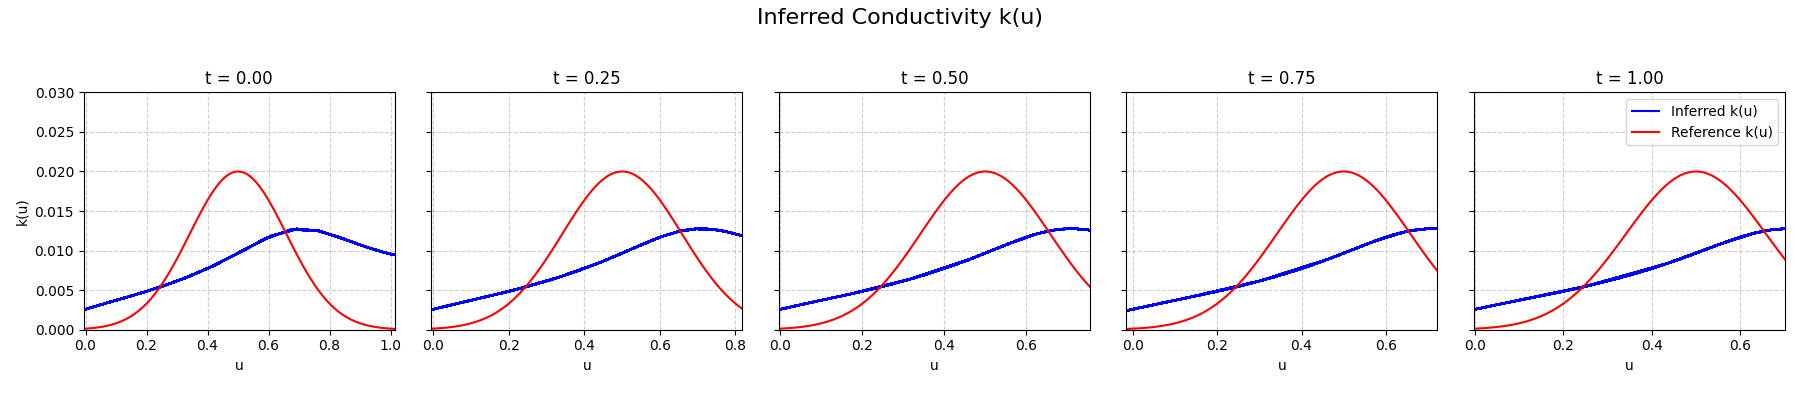 Inferred Conductivity k(u)
t = 0.00
t = 0.25
t = 0.50
t = 0.75
t = 1.00
k(u)
0.030
0.025
0.020
0.015
0.010
0.005
0.000
Inferred k(u)
Reference k(u)
0.0 0.2 0.4 0.6 0.8 1.0
0.0 0.2 0.4 0.6 0.8
0.0 0.2 0.4 0.6
0.0 0.2 0.4 0.6
0.0 0.2 0.4 0.6
u
u
u
u
u